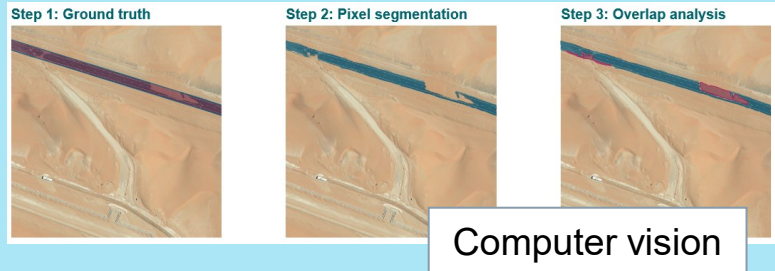 Step 1: Ground truth
Step 2: Pixel segmentation
Step 3: Overlap analysis
Computer vision